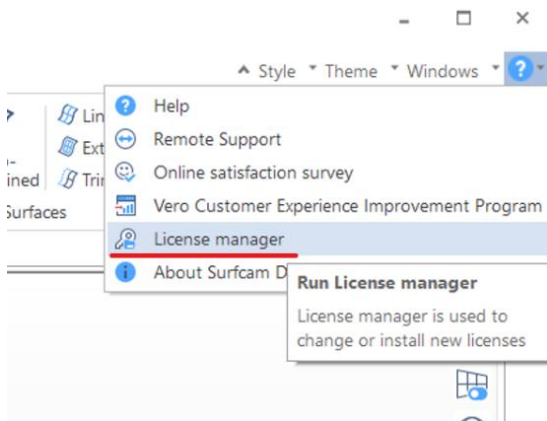 Style Theme Windows
Help
Lin
Remote Support
Ext
Online satisfaction survey
ined
Trin
Vero Customer Experience Improvement Program
Surfaces
License manager
About Surfcam D
Run License manager
License manager is used to
change or install new licenses